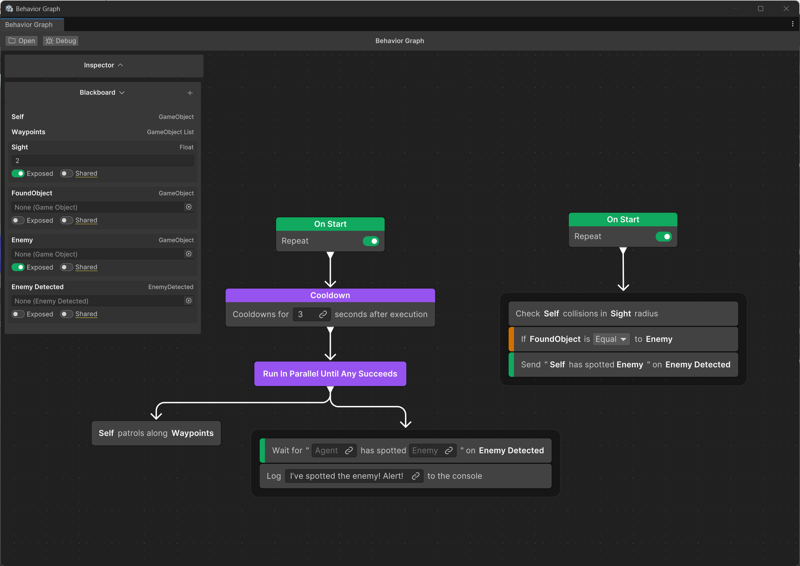 Behavior Graph
Behavior Graph
Open Debug Behavior Graph
Inspector
Blackboard +
Self GameObject
Waypoints GameObject List
Sight Float
2
Exposed Shared
FoundObject GameObject
None (Game Object)
Exposed Shared
Enemy GameObject
None (Game Object)
Exposed Shared
Enemy Detected EnemyDetected
None (Enemy Detected)
Exposed Shared
On Start
Repeat
Cooldown
Cooldowns for 3 seconds after execution
Run In Parallel Until Any Succeeds
Self patrols along Waypoints
Wait for " Agent has spotted Enemy " on Enemy Detected
Log I've spotted the enemy! Alert! to the console
On Start
Repeat
Check Self collisions in Sight radius
If FoundObject is Equal to Enemy
Send " Self has spotted Enemy " on Enemy Detected